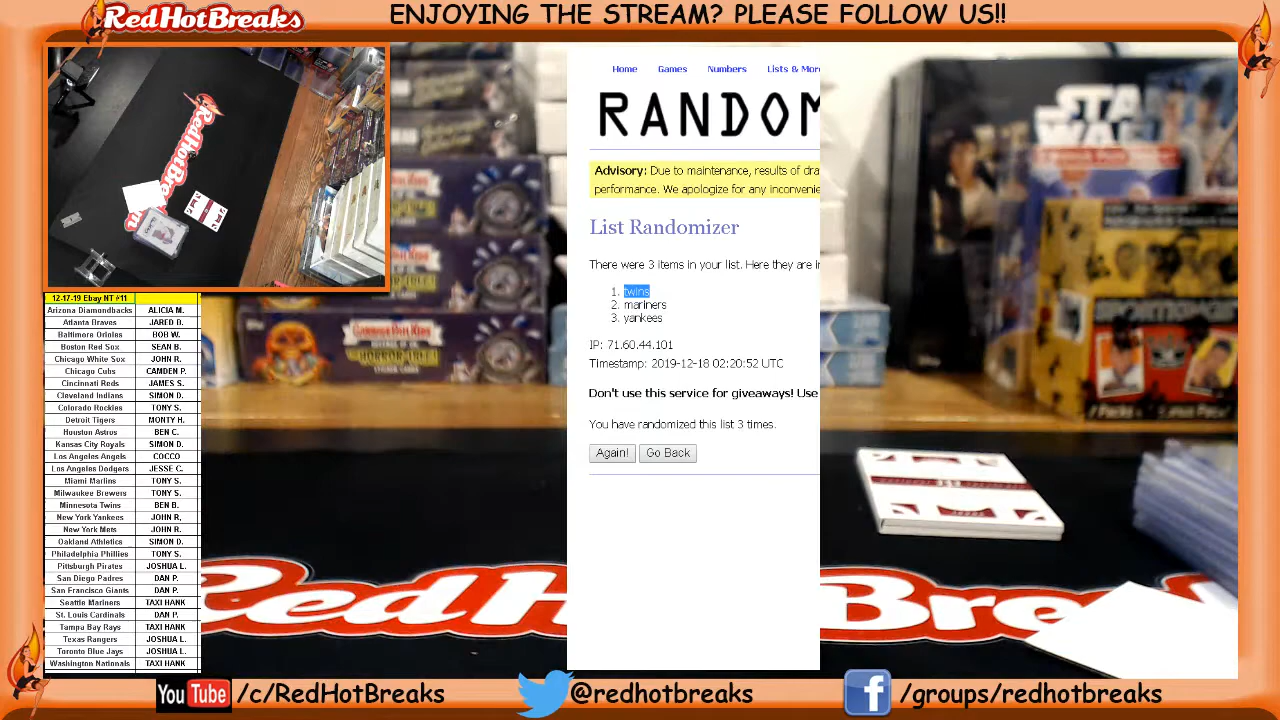 RedHotBreaks
ENJOYING THE STREAM? PLEASE FOLLOW US!!
RedHotBreaks
12-17-19 Ebay NT #11
Arizona Diamondbacks ALICIA M.
Atlanta Braves JARED D.
Baltimore Orioles BOB W.
Boston Red Sox SEAN B.
Chicago White Sox JOHN R.
Chicago Cubs CAMDEN P.
Cincinnati Reds JAMES S.
Cleveland Indians SIMON D.
Colorado Rockies TONY S.
Detroit Tigers MONTY H.
Houston Astros BEN C.
Kansas City Royals SIMON D.
Los Angeles Angels COCCO
Los Angeles Dodgers JESSE C.
Miami Marlins TONY S.
Milwaukee Brewers TONY S.
Minnesota Twins BEN B.
New York Yankees JOHN R,
New York Mets JOHN R.
Oakland Athletics SIMON D.
Philadelphia Phillies TONY S.
Pittsburgh Pirates JOSHUA L.
San Diego Padres DAN P.
San Francisco Giants DAN P.
Seattle Mariners TAXI HANK
St. Louis Cardinals DAN P.
Tampa Bay Rays TAXI HANK
Texas Rangers JOSHUA L.
Toronto Blue Jays JOSHUA L.
Washington Nationals TAXI HANK
Home Games Numbers Lists & More
RANDOM
Advisory: Due to maintenance, results of dra
performance. We apologize for any inconvenie
List Randomizer
There were 3 items in your list. Here they are i
1. twins
2. mariners
3. yankees
IP: 71.60.44.101
Timestamp: 2019-12-18 02:20:52 UTC
Don't use this service for giveaways! Use
You have randomized this list 3 times.
Again! Go Back
STAR
WAR
RedHotBre
YouTube /c/RedHotBreaks
@redhotbreaks
/groups/redhotbreaks